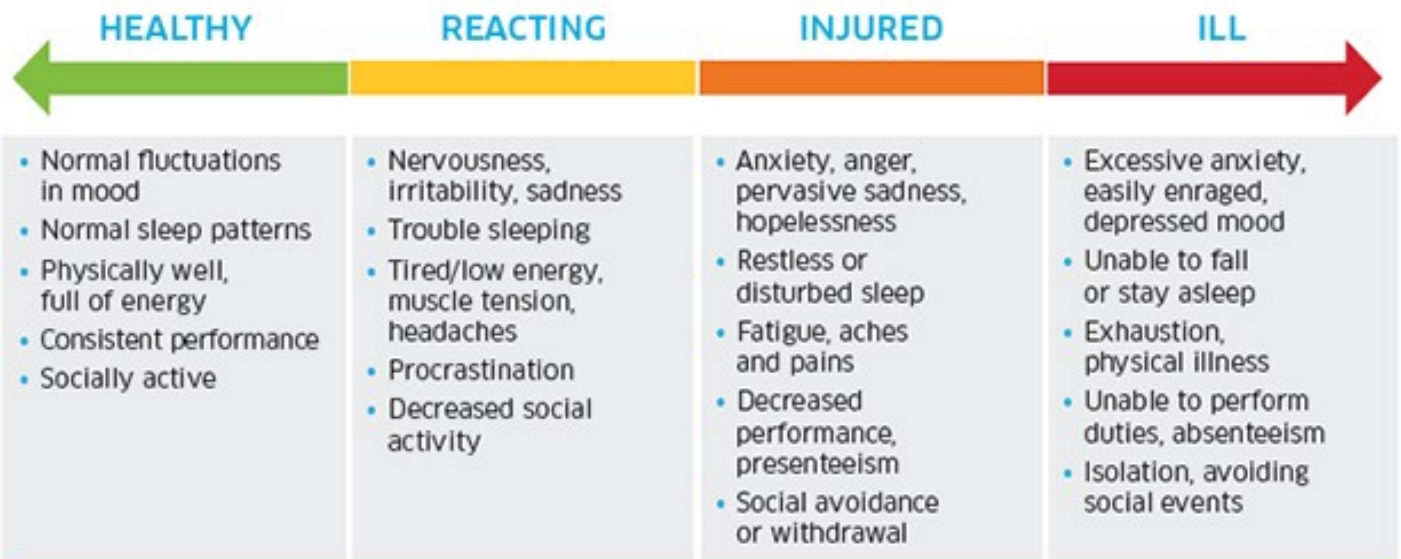 HEALTHY
REACTING
INJURED
ILL
• Normal fluctuations
in mood
• Normal sleep patterns
• Physically well,
full of energy
• Consistent performance
• Socially active
• Nervousness,
irritability, sadness
• Trouble sleeping
• Tired/low energy,
muscle tension,
headaches
• Procrastination
• Decreased social
activity
• Anxiety, anger,
pervasive sadness,
hopelessness
• Restless or
disturbed sleep
• Fatigue, aches
and pains
• Decreased
performance,
presenteeism
• Social avoidance
or withdrawal
• Excessive anxiety,
easily enraged,
depressed mood
• Unable to fall
or stay asleep
• Exhaustion,
physical illness
• Unable to perform
duties, absenteeism
• Isolation, avoiding
social events